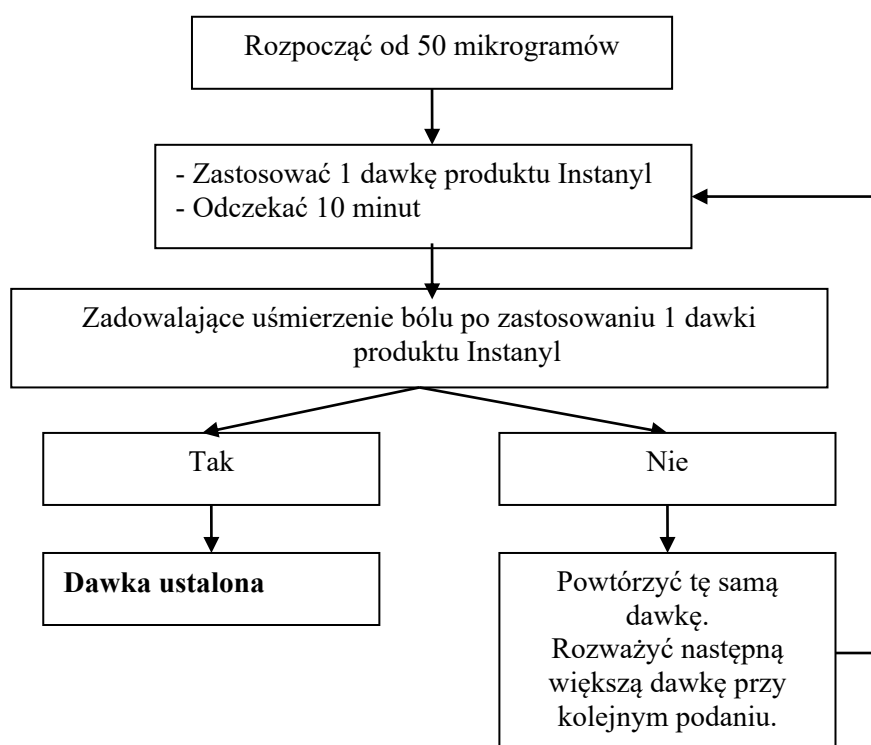 Rozpocząć od 50 mikrogramów
- Zastosować 1 dawkę produktu Instanyl
- Odczekać 10 minut
Zadowalające uśmierzenie bólu po zastosowaniu 1 dawki
produktu Instanyl
Tak
Nie
Dawka ustalona
Powtórzyć tę samą
dawkę.
Rozważyć następną
większą dawkę przy
kolejnym podaniu.